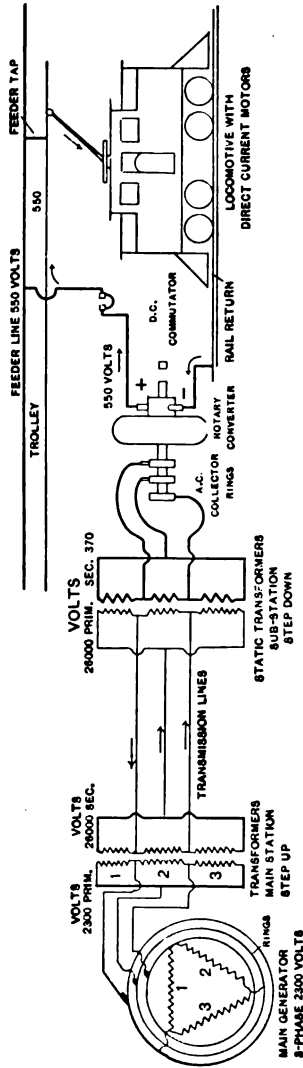 FEEDER LINE 550 VOLTS
FEEDER TAP
TROLLEY
550
550 VOLTS
+
D.C.
COMMUTATOR
-
RAIL RETURN
LOCOMOTIVE WITH
DIRECT CURRENT MOTORS
ROTARY
CONVERTER
A.C.
COLLECTOR
RINGS
VOLTS
26000 PRIM.
SEC. 370
STATIC TRANSFORMERS
SUB-STATION
STEP DOWN
TRANSMISSION LINES
VOLTS
26000 SEC.
VOLTS
2300 PRIM.
1
2
3
TRANSFORMERS
MAIN STATION
STEP UP
1
2
3
RINGS
MAIN GENERATOR
3-PHASE 2300 VOLTS